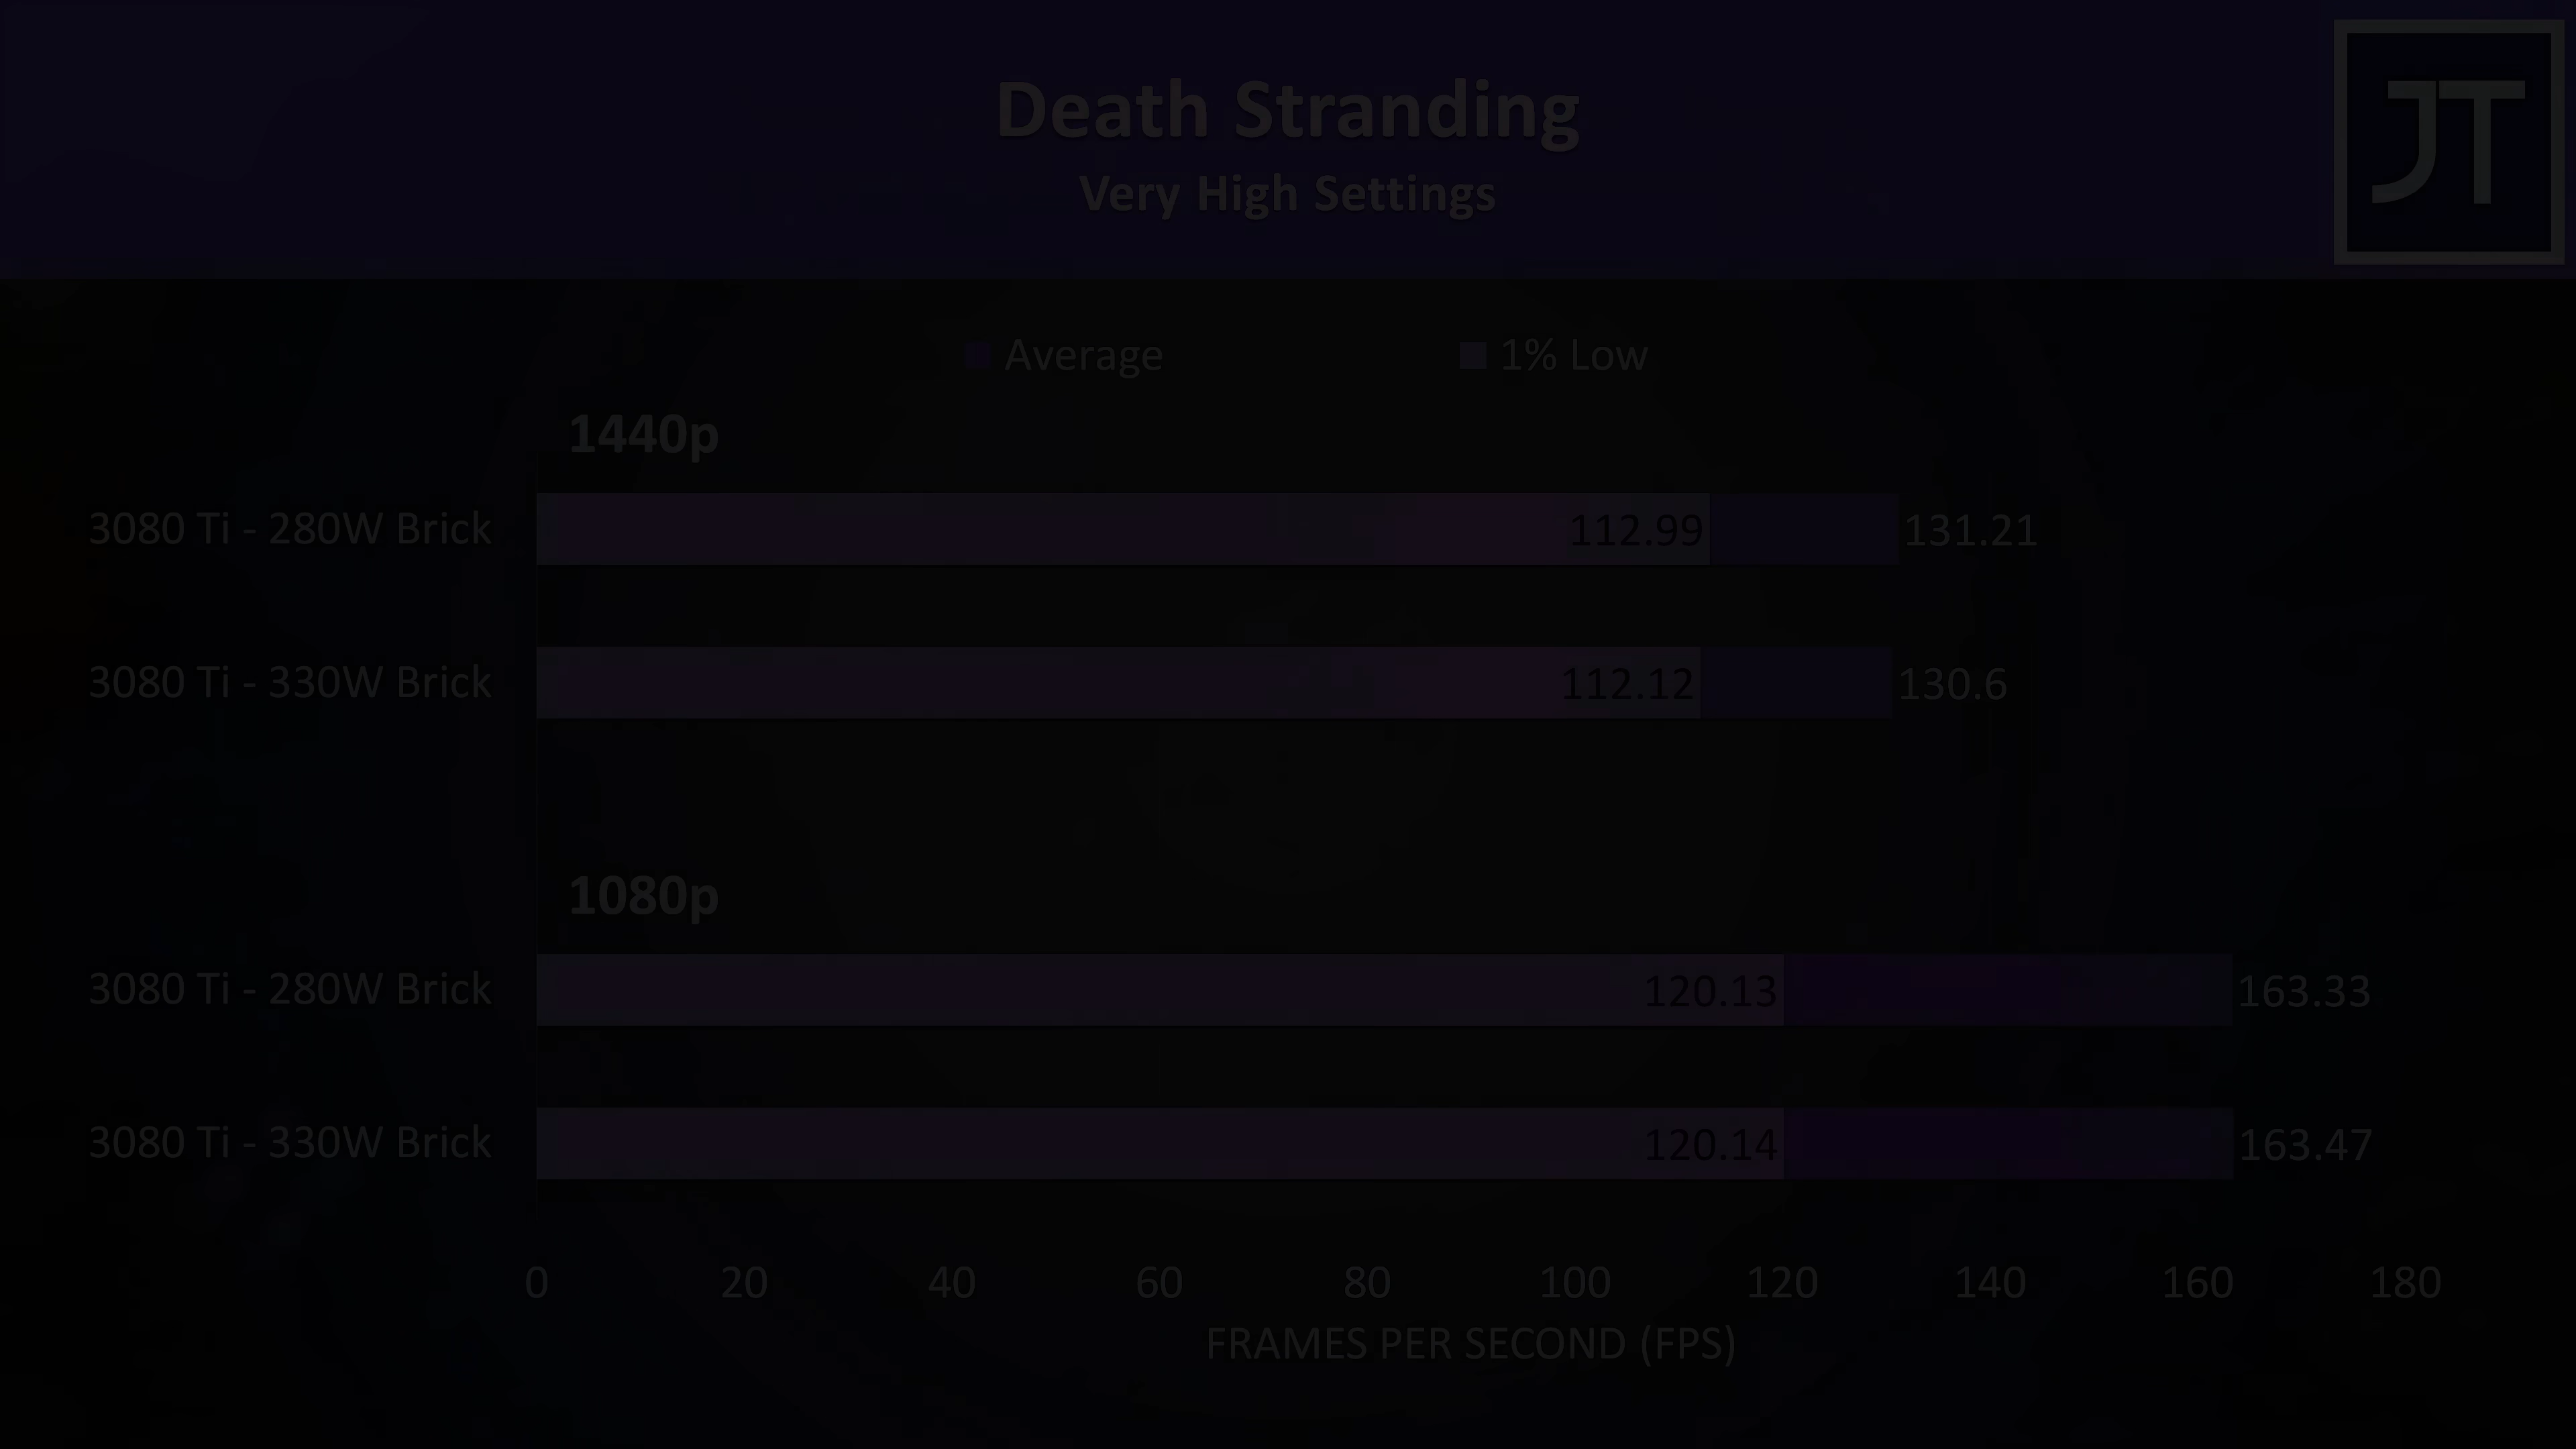 Death Stranding
JT
Very High Settings
Average 1% Low
1440p
3080 Ti - 280W Brick 112.99 131.21
3080 Ti - 330W Brick 112.12 130.6
1080p
3080 Ti - 280W Brick 120.13 163.33
3080 Ti - 330W Brick 120.14 163.47
0 20 40 60 80 100 120 140 160 180
FRAMES PER SECOND (FPS)